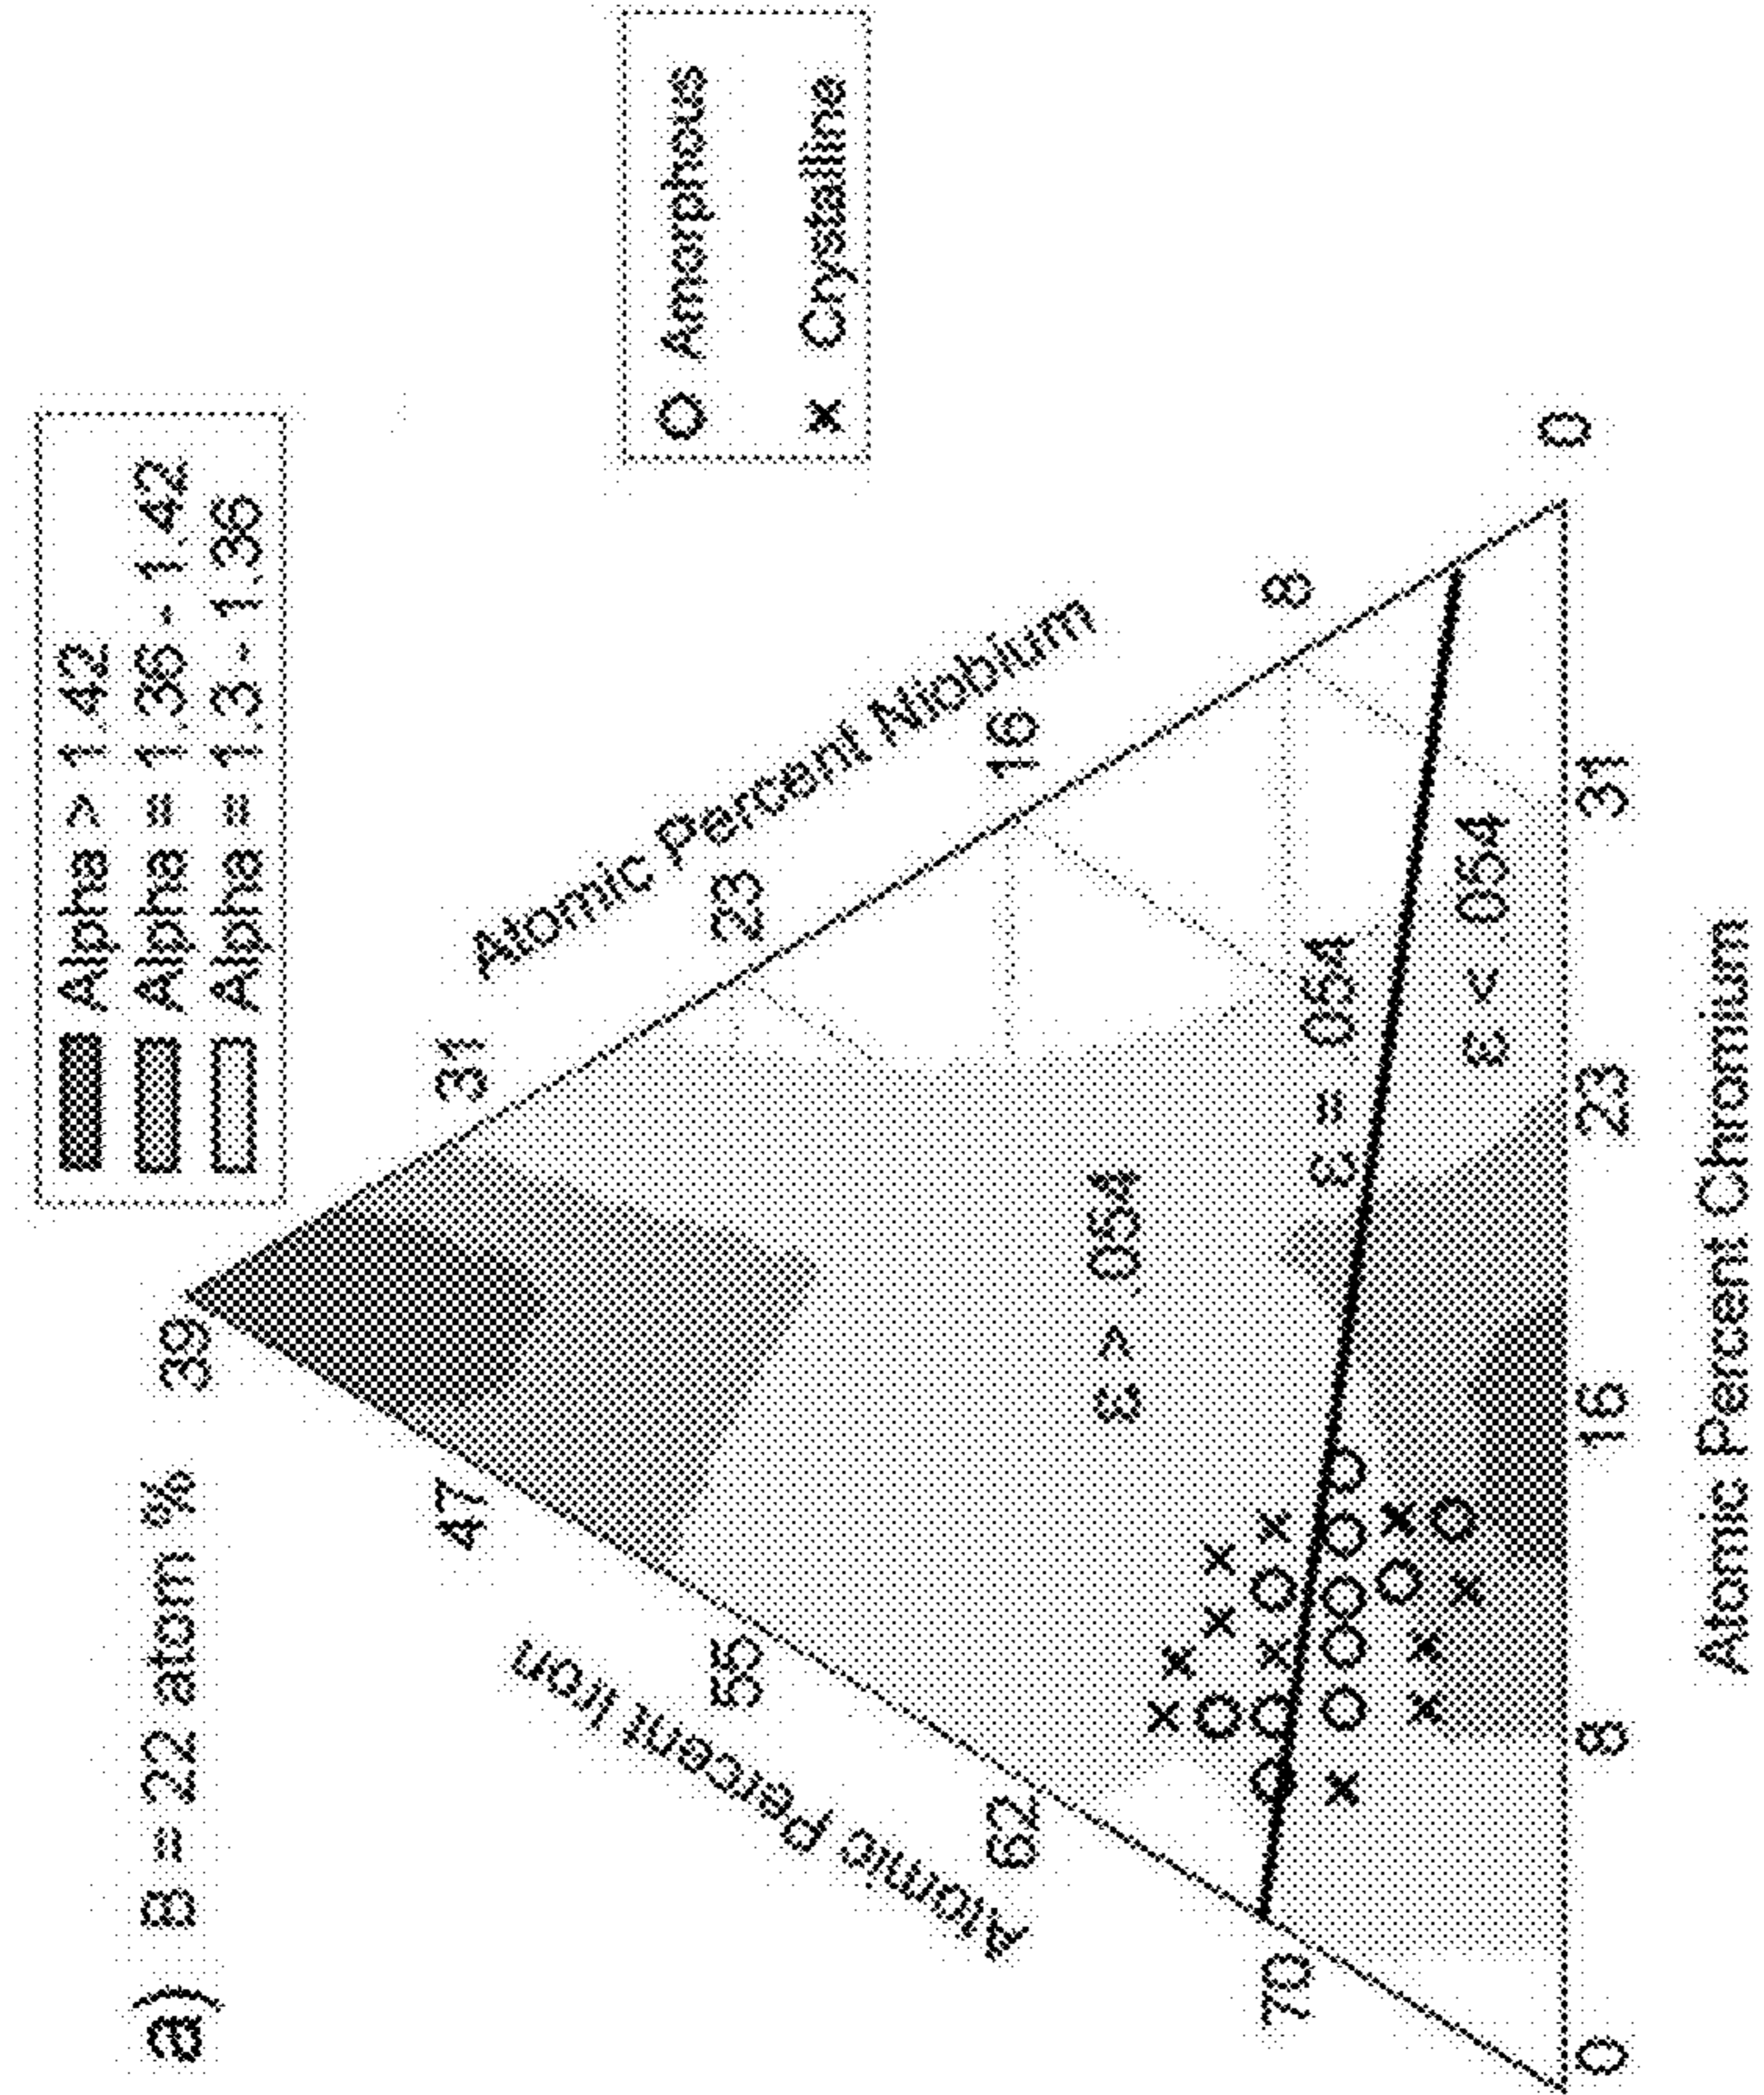 a) B = 22 atom %
Alpha > 1.42
Alpha = 1.36 - 1.42
Alpha = 1.3 - 1.36
O Amorphous
x Crystalline
39
47
31
55
23
62
16
70
8
0
0
Atomic Percent Iron
Atomic Percent Niobium
ε > .054
ε = .054
ε < .054
8
16
23
31
Atomic Percent Chromium